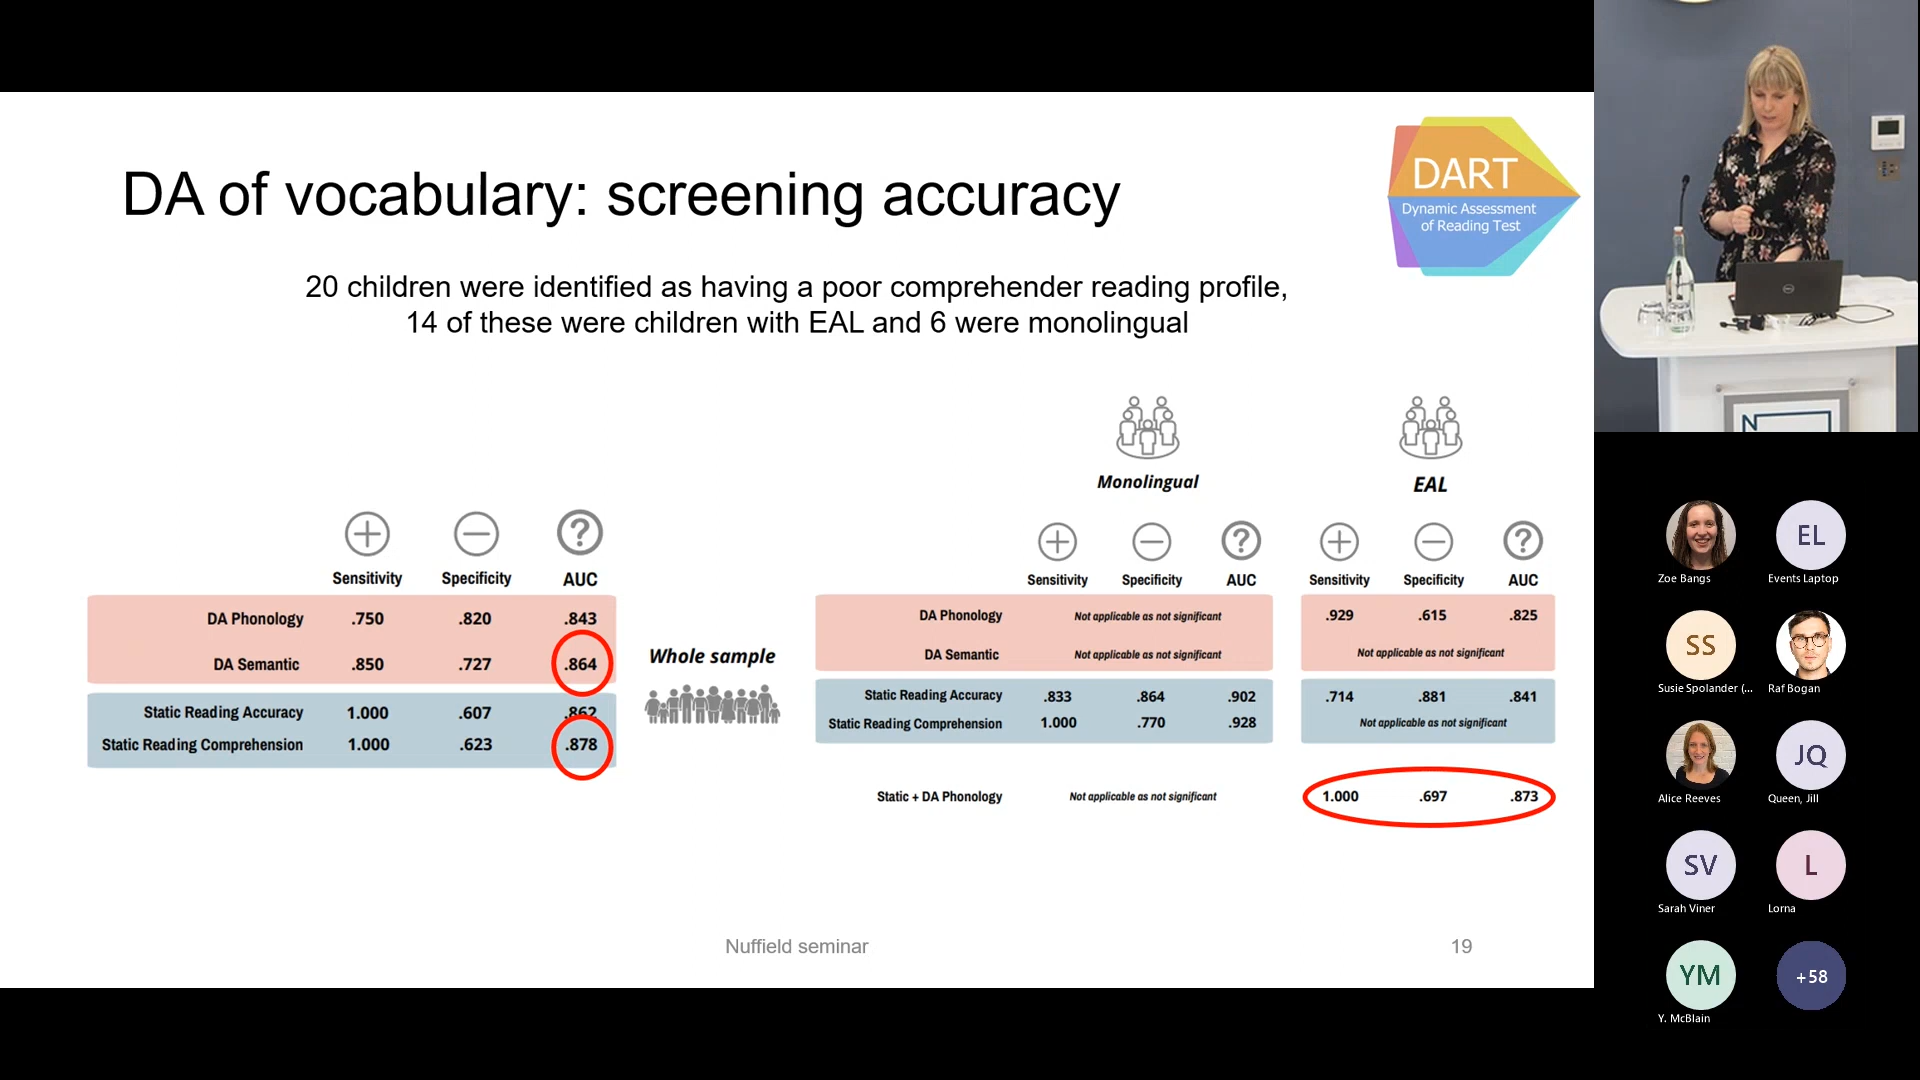 DA of vocabulary: screening accuracy
DART
Dynamic Assessment
of Reading Test
20 children were identified as having a poor comprehender reading profile,
14 of these were children with EAL and 6 were monolingual
Sensitivity Specificity AUC
DA Phonology .750 .820 .843
DA Semantic .850 .727 .864
Static Reading Accuracy 1.000 .607 .862
Static Reading Comprehension 1.000 .623 .878
Whole sample
Monolingual EAL
Sensitivity Specificity AUC Sensitivity Specificity AUC
DA Phonology Not applicable as not significant .929 .615 .825
DA Semantic Not applicable as not significant Not applicable as not significant
Static Reading Accuracy .833 .864 .902 .714 .881 .841
Static Reading Comprehension 1.000 .770 .928 Not applicable as not significant
Static + DA Phonology Not applicable as not significant 1.000 .697 .873
Nuffield seminar 19
N
EL
Zoe Bangs Events Laptop
SS
Susie Spolander (... Raf Bogan
JQ
Alice Reeves Queen, Jill
SV L
Sarah Viner Lorna
YM +58
Y. McBlain